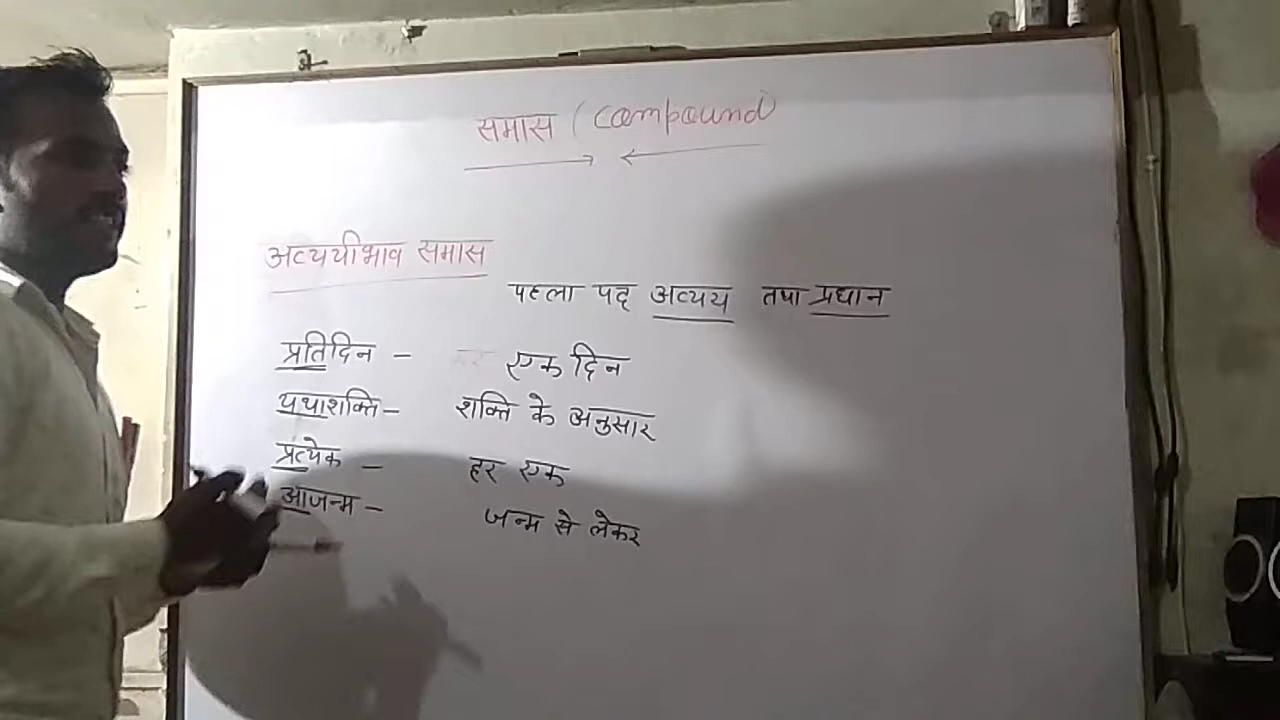 समास ( compound
अव्ययीभाव समास
पहला पद अव्यय तथा प्रधान
प्रतिदिन - हर एक दिन
यथाशक्ति - शक्ति के अनुसार
प्रत्येक - हर एक
आजन्म - जन्म से लेकर